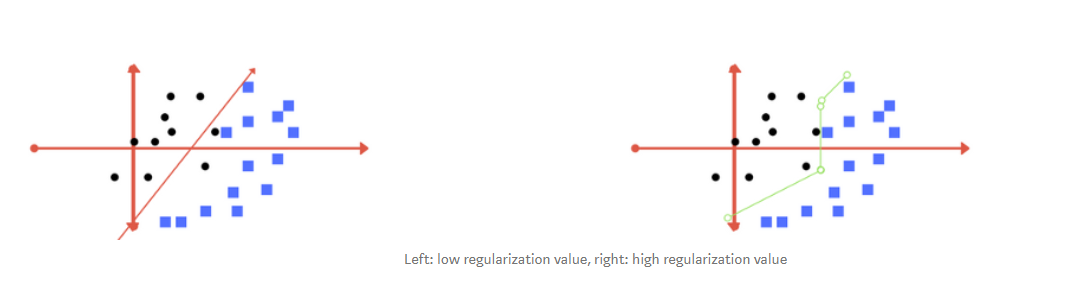 Left: low regularization value, right: high regularization value